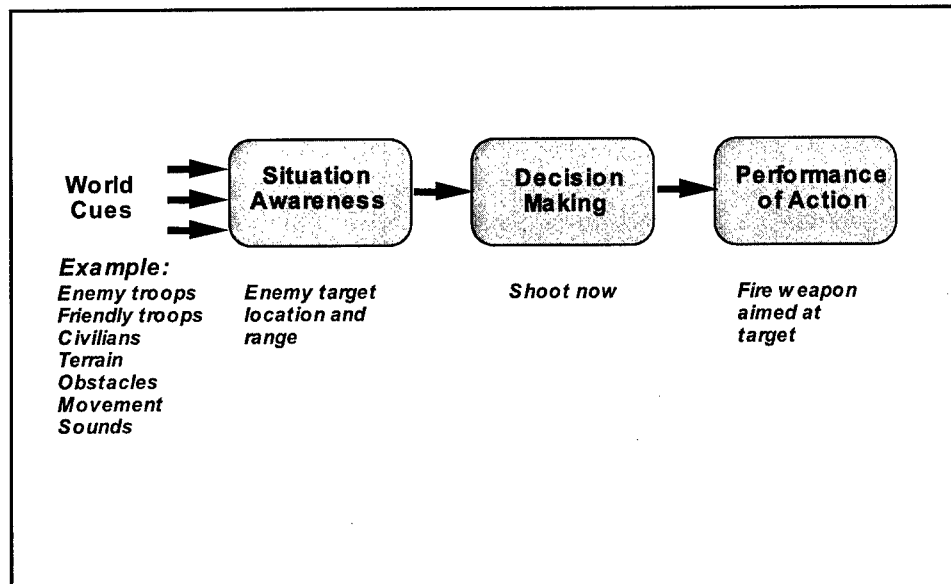 World
Cues
Situation
Awareness
Decision
Making
Performance
of Action
Example:
Enemy troops
Friendly troops
Civilians
Terrain
Obstacles
Movement
Sounds
Enemy target
location and
range
Shoot now
Fire weapon
aimed at
target